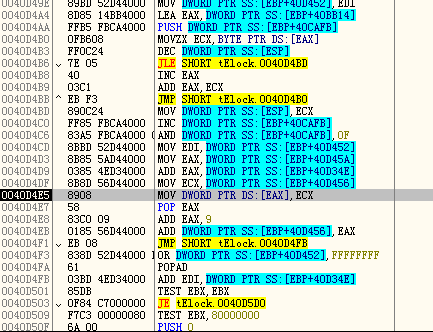 0040D49E 89BD 52D44000 MOV DWORD PTR SS:[EBP+40D452],EDI
0040D4A4 8D85 14BB4000 LEA EAX,DWORD PTR SS:[EBP+40BB14]
0040D4AA FFB5 FBCA4000 PUSH DWORD PTR SS:[EBP+40CAFB]
0040D4B0 0FB608 MOVZX ECX,BYTE PTR DS:[EAX]
0040D4B3 FF0C24 DEC DWORD PTR SS:[ESP]
0040D4B6 7E 05 JLE SHORT tElock.0040D4BD
0040D4B8 40 INC EAX
0040D4B9 03C1 ADD EAX,ECX
0040D4BB ^ EB F3 JMP SHORT tElock.0040D4B0
0040D4BD 890C24 MOV DWORD PTR SS:[ESP],ECX
0040D4C0 FF85 FBCA4000 INC DWORD PTR SS:[EBP+40CAFB]
0040D4C6 83A5 FBCA4000 0 AND DWORD PTR SS:[EBP+40CAFB],0F
0040D4CD 8BBD 52D44000 MOV EDI,DWORD PTR SS:[EBP+40D452]
0040D4D3 8B85 5AD44000 MOV EAX,DWORD PTR SS:[EBP+40D45A]
0040D4D9 0385 4ED34000 ADD EAX,DWORD PTR SS:[EBP+40D34E]
0040D4DF 8B8D 56D44000 MOV ECX,DWORD PTR SS:[EBP+40D456]
0040D4E5 8908 MOV DWORD PTR DS:[EAX],ECX
0040D4E7 58 POP EAX
0040D4E8 83C0 09 ADD EAX,9
0040D4EB 0185 56D44000 ADD DWORD PTR SS:[EBP+40D456],EAX
0040D4F1 EB 08 JMP SHORT tElock.0040D4FB
0040D4F3 838D 52D44000 F OR DWORD PTR SS:[EBP+40D452],FFFFFFFF
0040D4FA 61 POPAD
0040D4FB 03BD 4ED34000 ADD EDI,DWORD PTR SS:[EBP+40D34E]
0040D501 85DB TEST EBX,EBX
0040D503 0F84 C7000000 JE tElock.0040D5D0
0040D509 F7C3 00000080 TEST EBX,80000000
0040D50F 6A 00 PUSH 0